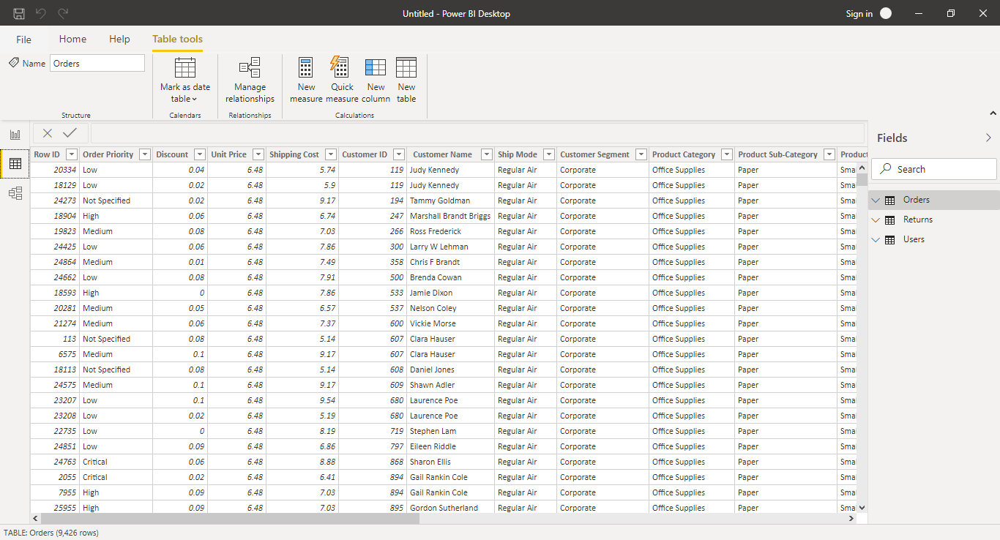 Untitled - Power BI Desktop
Sign in
File Home Help Table tools
Name Orders
Mark as date table
Manage relationships
New measure
Quick measure
New column
New table
Structure Calendars Relationships Calculations
Row ID Order Priority Discount Unit Price Shipping Cost Customer ID Customer Name Ship Mode Customer Segment Product Category Product Sub-Category Product
20334 Low 0.04 6.48 5.74 119 Judy Kennedy Regular Air Corporate Office Supplies Paper Smal
18129 Low 0.02 6.48 5.9 119 Judy Kennedy Regular Air Corporate Office Supplies Paper Smal
24273 Not Specified 0.02 6.48 9.17 194 Tammy Goldman Regular Air Corporate Office Supplies Paper Smal
18904 High 0.06 6.48 6.74 247 Marshall Brandt Briggs Regular Air Corporate Office Supplies Paper Smal
19823 Medium 0.08 6.48 7.03 266 Ross Frederick Regular Air Corporate Office Supplies Paper Smal
24425 Low 0.06 6.48 7.86 300 Larry W Lehman Regular Air Corporate Office Supplies Paper Smal
24864 Medium 0.01 6.48 7.49 358 Chris F Brandt Regular Air Corporate Office Supplies Paper Smal
24662 Low 0.08 6.48 7.91 500 Brenda Cowan Regular Air Corporate Office Supplies Paper Smal
18593 High 0 6.48 7.86 533 Jamie Dixon Regular Air Corporate Office Supplies Paper Smal
20281 Medium 0.05 6.48 6.57 537 Nelson Coley Regular Air Corporate Office Supplies Paper Smal
21274 Medium 0.06 6.48 7.37 600 Vickie Morse Regular Air Corporate Office Supplies Paper Smal
113 Not Specified 0.08 6.48 5.14 607 Clara Hauser Regular Air Corporate Office Supplies Paper Smal
6575 Medium 0.1 6.48 9.17 607 Clara Hauser Regular Air Corporate Office Supplies Paper Smal
18113 Not Specified 0.08 6.48 5.14 608 Daniel Jones Regular Air Corporate Office Supplies Paper Smal
24575 Medium 0.1 6.48 9.17 609 Shawn Adler Regular Air Corporate Office Supplies Paper Smal
23207 Low 0.1 6.48 9.54 680 Laurence Poe Regular Air Corporate Office Supplies Paper Smal
23208 Low 0.02 6.48 5.19 680 Laurence Poe Regular Air Corporate Office Supplies Paper Smal
22735 Low 0 6.48 8.19 719 Stephen Lam Regular Air Corporate Office Supplies Paper Smal
24851 Low 0.09 6.48 6.86 797 Eileen Riddle Regular Air Corporate Office Supplies Paper Smal
24763 Critical 0.06 6.48 8.88 868 Sharon Ellis Regular Air Corporate Office Supplies Paper Smal
2055 Critical 0.02 6.48 6.41 894 Gail Rankin Cole Regular Air Corporate Office Supplies Paper Smal
7955 High 0.09 6.48 7.03 894 Gail Rankin Cole Regular Air Corporate Office Supplies Paper Smal
25955 High 0.09 6.48 7.03 895 Gordon Sutherland Regular Air Corporate Office Supplies Paper Smal
Fields
Search
Orders
Returns
Users
TABLE: Orders (9,426 rows)